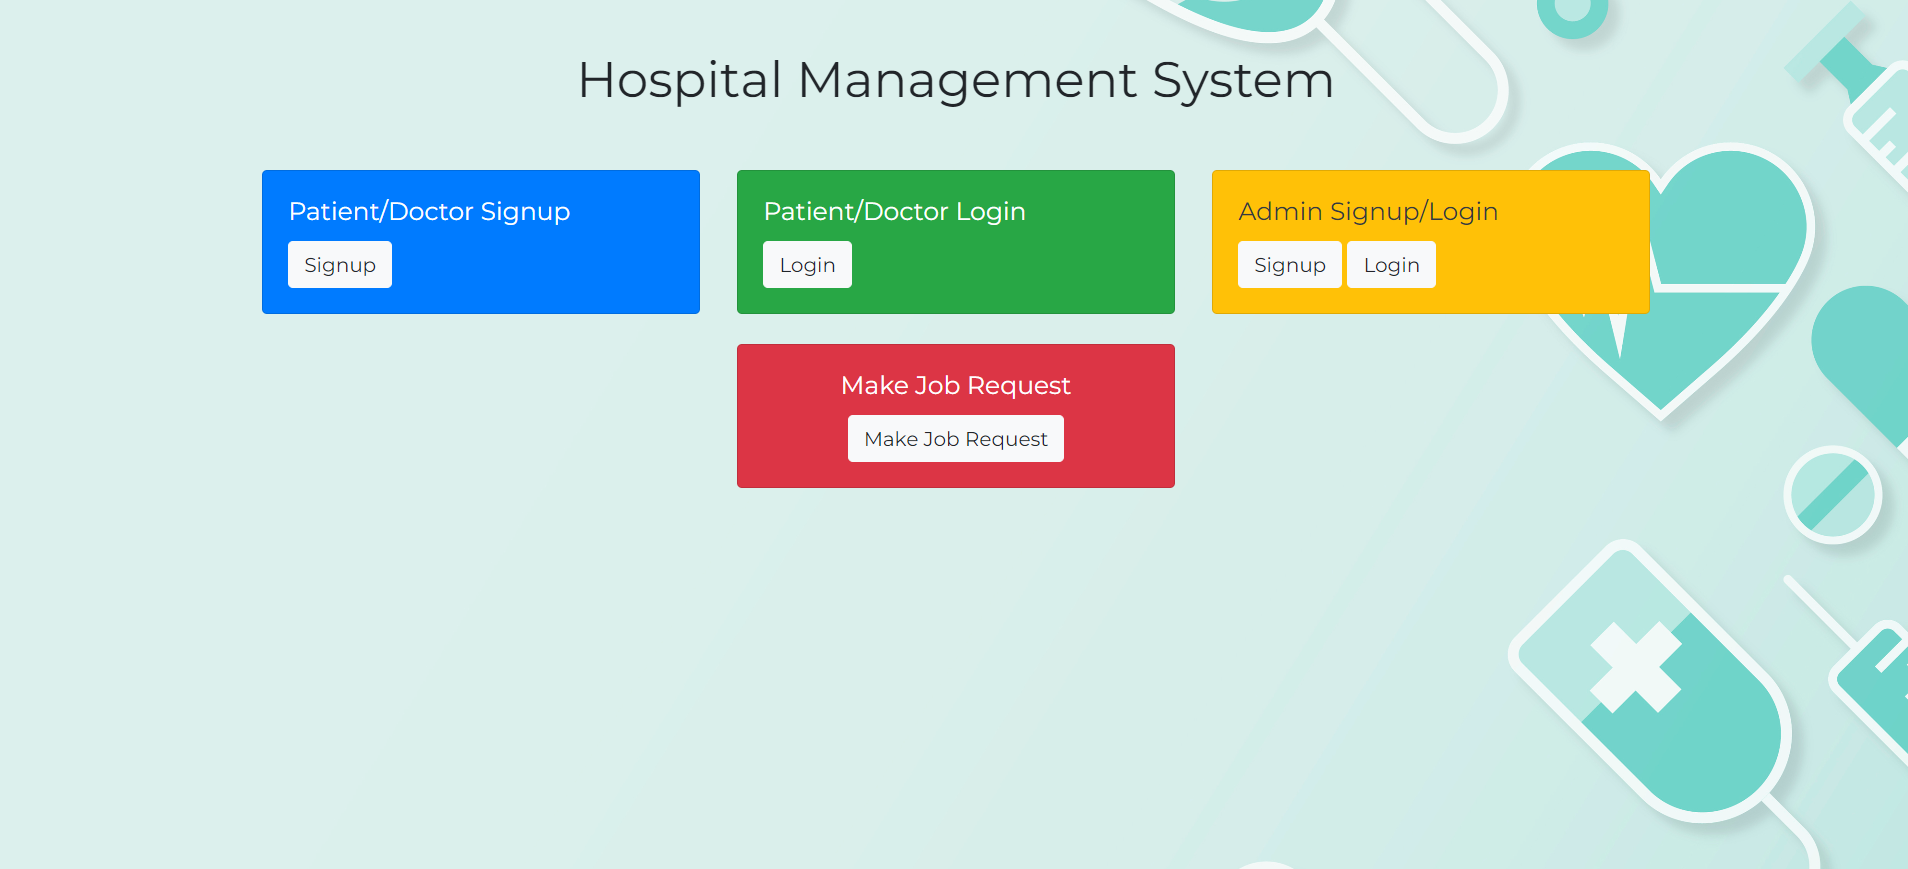 Hospital Management System
Patient/Doctor Signup
Signup
Patient/Doctor Login
Login
Admin Signup/Login
Signup Login
Make Job Request
Make Job Request